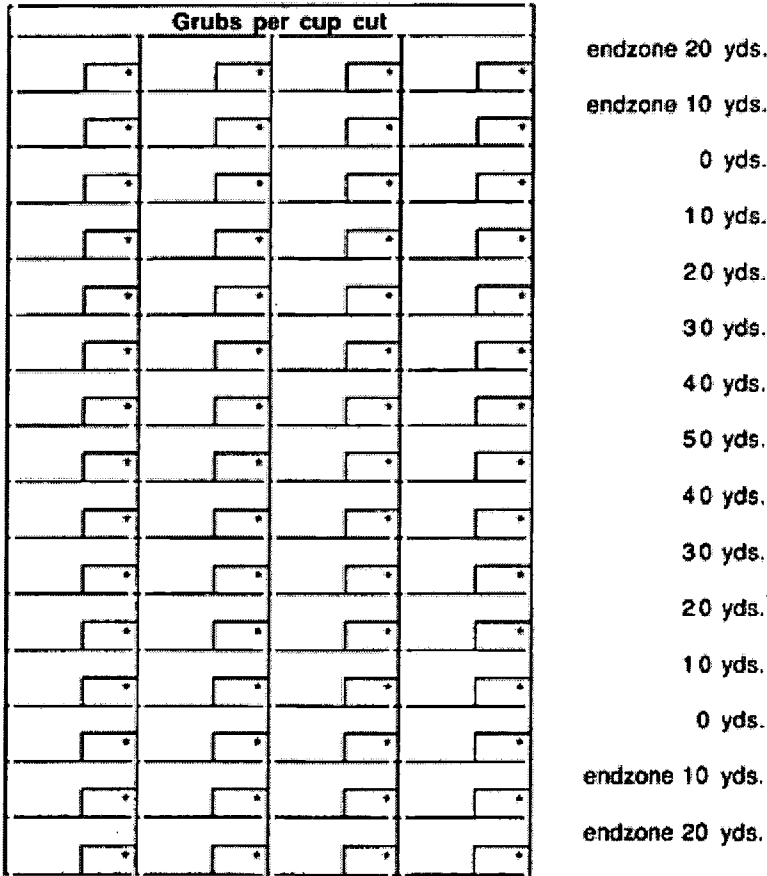 Grubs per cup cut
* * * * endzone 20 yds.
* * * * endzone 10 yds.
* * * * 0 yds.
* * * * 10 yds.
* * * * 20 yds.
* * * * 30 yds.
* * * * 40 yds.
* * * * 50 yds.
* * * * 40 yds.
* * * * 30 yds.
* * * * 20 yds.
* * * * 10 yds.
* * * * 0 yds.
* * * * endzone 10 yds.
* * * * endzone 20 yds.